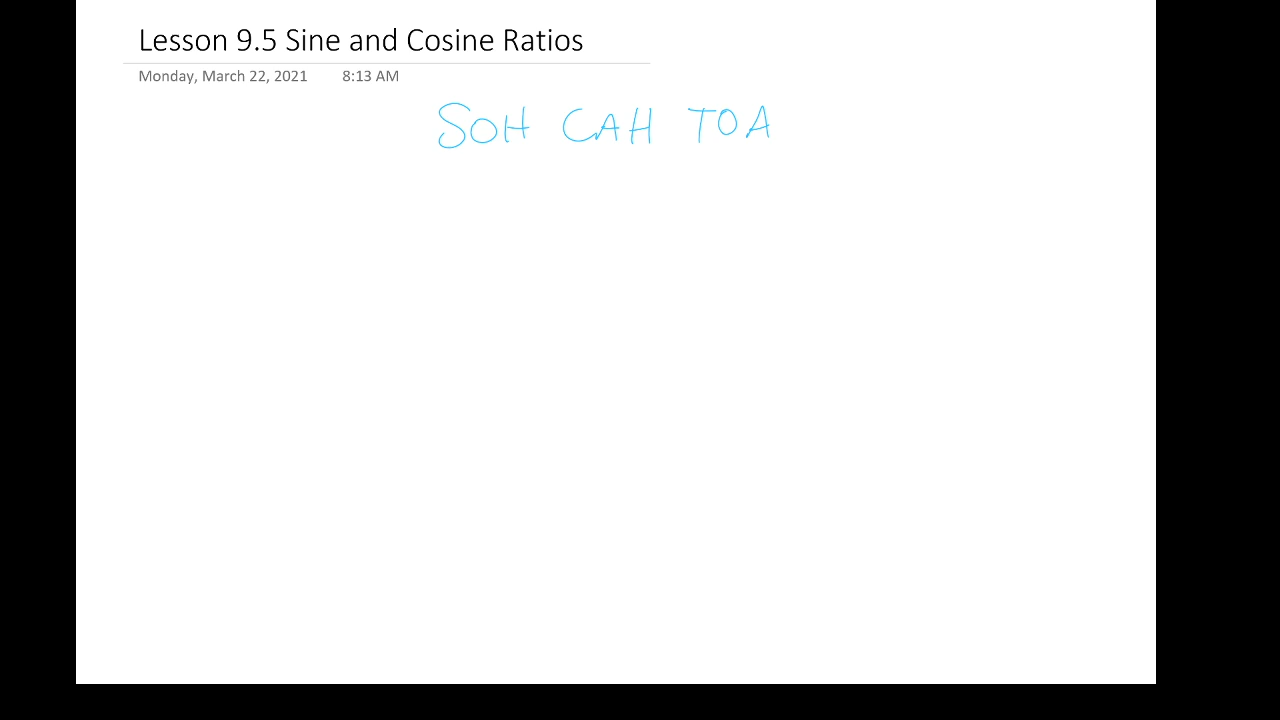 Lesson 9.5 Sine and Cosine Ratios
Monday, March 22, 2021 8:13 AM
SOH CAH TOA